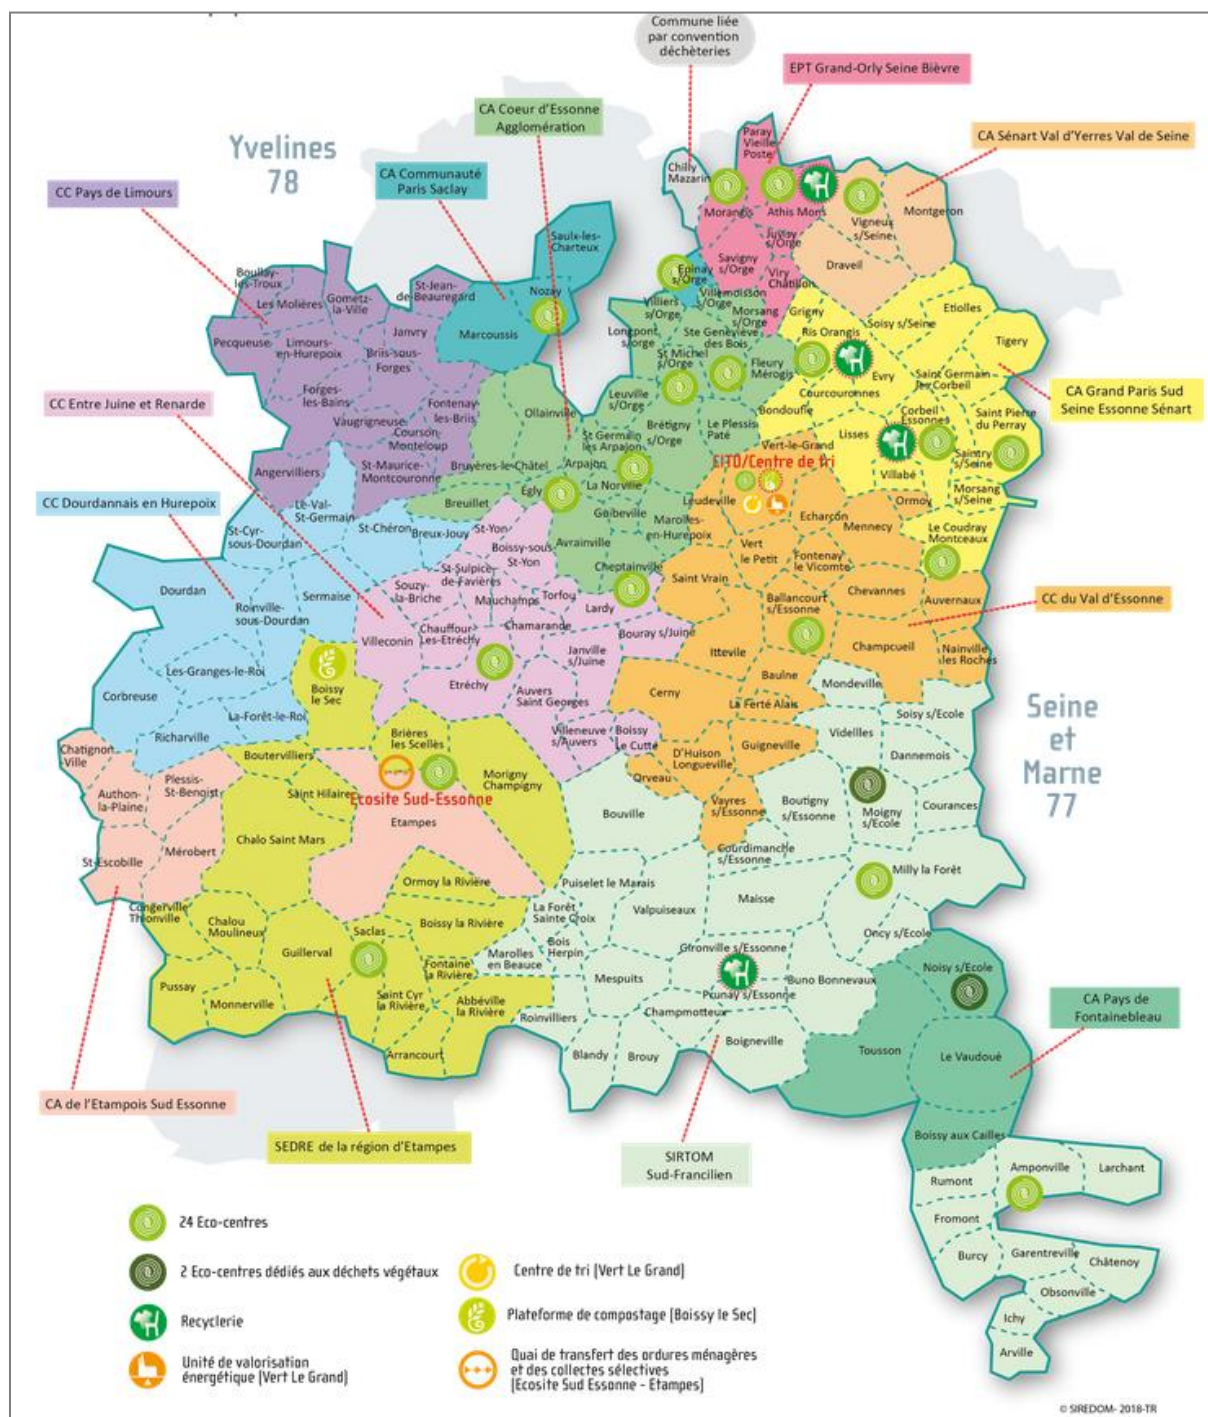 Commune liée
par convention
déchèteries
EPT Grand-Orly Seine Bièvre
CA Coeur d'Essonne
Agglomération
CA Sénart Val d'Yerres Val de Seine
Yvelines
78
CA Communauté
Paris Saclay
CC Pays de Limours
Paray
Vieille
Poste
Chilly
Mazarin
Morangis
Athis Mons
Vigneux
s/Seine
Montgeron
Saulx-les-
Charteux
Juvisy
s/Orge
Savigny
s/Orge
Draveil
Epinay
s/Orge
Viry
Châtillon
Boullay-
les-Troux
St-Jean-
de-Beauregard
Nozay
Les Molières
Gometz-
la-Ville
Villiers
s/Orge
Villemoisson
s/Orge
Morsang
s/Orge
Grigny
Etiolles
Soisy s/Seine
Janvry
Marcoussis
Longpont
s/orge
Ste Geneviève
des Bois
Ris Orangis
Tigery
Pecqueuse
Limours-
en-Hurepoix
Briis-sous-
Forges
St Michel
s/Orge
Fleury
Mérogis
Evry
Saint Germain
les Corbeil
CA Grand Paris Sud
Seine Essonne Sénart
CC Entre Juine et Renarde
Forges-
les-Bains
Fontenay
les-Briis
Leuville
s/Orge
Courcouronnes
Bondoufle
Corbeil
Essonnes
Saint Pierre
du Perray
Ollainville
Vaugrigneuse
Courson-
Monteloup
Brétigny
s/Orge
Le Plessis
Paté
Lisses
St Germain
les Arpajon
Vert-le-Grand
Saintry
s/Seine
Angervilliers
St-Maurice-
Montcouronne
Bruyères-le-Châtel
Arpajon
CITD/Centre de tri
Villabé
Egly
La Norville
Breuillet
Leudeville
Ormoy
Morsang
s/Seine
CC Dourdannais en Hurepoix
Le-Val-
St-Germain
Guibeville
Marolles-
en-Hurepoix
Echarcon
Mennecy
Le Coudray
Montceaux
St-Cyr-
sous-Dourdan
St-Chéron
Breux-Jouy
St-Yon
Boissy-sous-
St-Yon
Avrainville
Vert
le Petit
Fontenay
le Vicomte
St-Sulpice-
de-Favières
Cheptainville
Saint Vrain
Dourdan
Sermaise
Souzy-
la-Briche
Mauchamps
Torfou
Lardy
Ballancourt
s/Essonne
Chevannes
Auvernaux
CC du Val d'Essonne
Roinville-
sous-Dourdan
Chauffour-
Les-Etréchy
Chamarande
Bouray s/Juine
Villeconin
Janville
s/Juine
Itteville
Champcueil
Nainville
les Roches
Les-Granges-le-Roi
Boissy
le Sec
Etréchy
Auvers
Saint Georges
Baulne
Mondeville
Corbreuse
Cerny
La Ferté Alais
Soisy s/Ecole
Seine
et
Marne
77
La-Forêt-le-Roi
Richarville
Brières
les Scellès
Villeneuve
s/Auvers
Boissy
Le Cutté
Guigneville
Videllles
Dannemois
Chatignon
-Ville
Boutervilliers
D'Huison
Longueville
Plessis-
St-Benoist
Morigny
Champigny
Orveau
Authon-
la-Plaine
Saint Hilaire
Ecosite Sud-Essonne
Vayres
s/Essonne
Boutigny
s/Essonne
Moigny
s/Ecole
Courances
Etampes
Bouville
Chalo Saint Mars
Mérobert
St-Escobille
Courdimanche
s/Essonne
Milly la Forêt
Ormoy la Rivière
Puiselet le Marais
Maisse
Congerville
Thionville
Chalou
Moulineux
Boissy la Rivière
La Forêt
Sainte Croix
Valpuiseaux
Saclas
Oncy s/Ecole
Guillerval
Bois
Herpin
Gironville s/Essonne
Marolles
en Beauce
Fontaine
la Rivière
Noisy s/Ecole
Pussay
Mespuits
Buno Bonnevaux
Monnerville
Saint Cyr
la Rivière
Abbéville
la Rivière
Prunay s/Essonne
CA Pays de
Fontainebleau
Roinvilliers
Champmotteux
Boigneville
Arrancourt
Blandy
Brouy
Tousson
Le Vaudoué
CA de l'Etampois Sud Essonne
SEDRE de la région d'Etampes
SIRTOM
Sud-Francilien
Boissy aux Cailles
Rumont
Amponville
Larchant
Fromont
Burcy
Garentreville
Châtenoy
Obsonville
Ichy
Arville
24 Eco-centres
2 Eco-centres dédiés aux déchets végétaux
Recyclerie
Unité de valorisation
énergétique (Vert Le Grand)
Centre de tri (Vert Le Grand)
Plateforme de compostage (Boissy le Sec)
Quai de transfert des ordures ménagères
et des collectes sélectives
(Ecosite Sud Essonne - Etampes)
© SIREDOM- 2018-TR